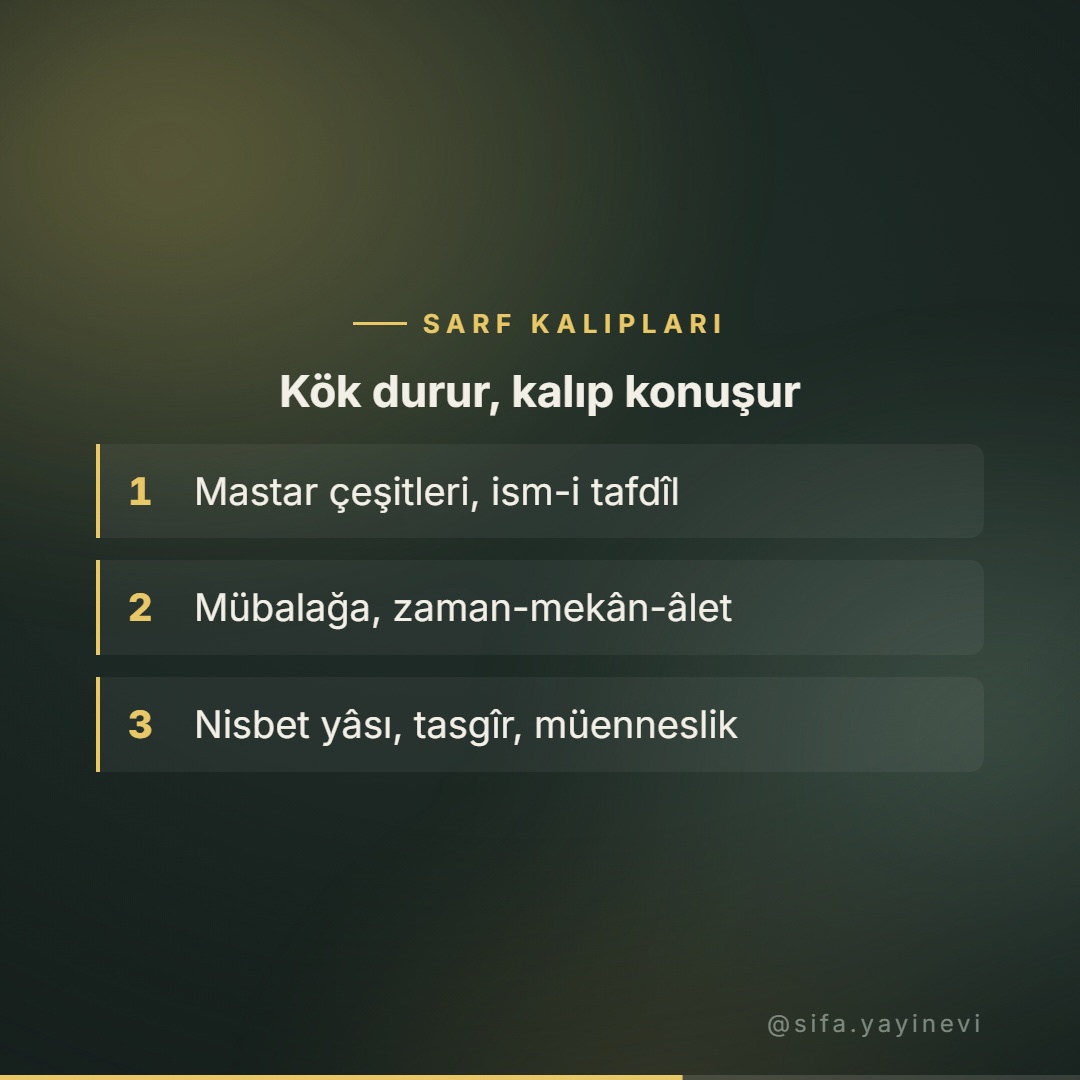 SARF KALIPLARI
Kök durur, kalıp konuşur
1 Mastar çeşitleri, ism-i tafdîl
2 Mübalağa, zaman-mekân-âlet
3 Nisbet yâsı, tasgîr, müenneslik
@sifa.yayinevi